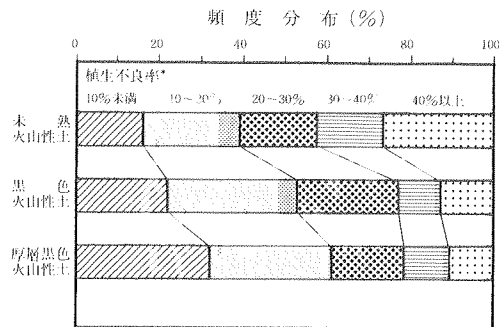 頻度分布(%)
0 20 40 60 80 100
植生不良率*
10%未満 10~20% 20~30% 30~40% 40%以上
未熟
火山性土
黒色
火山性土
厚層黒色
火山性土